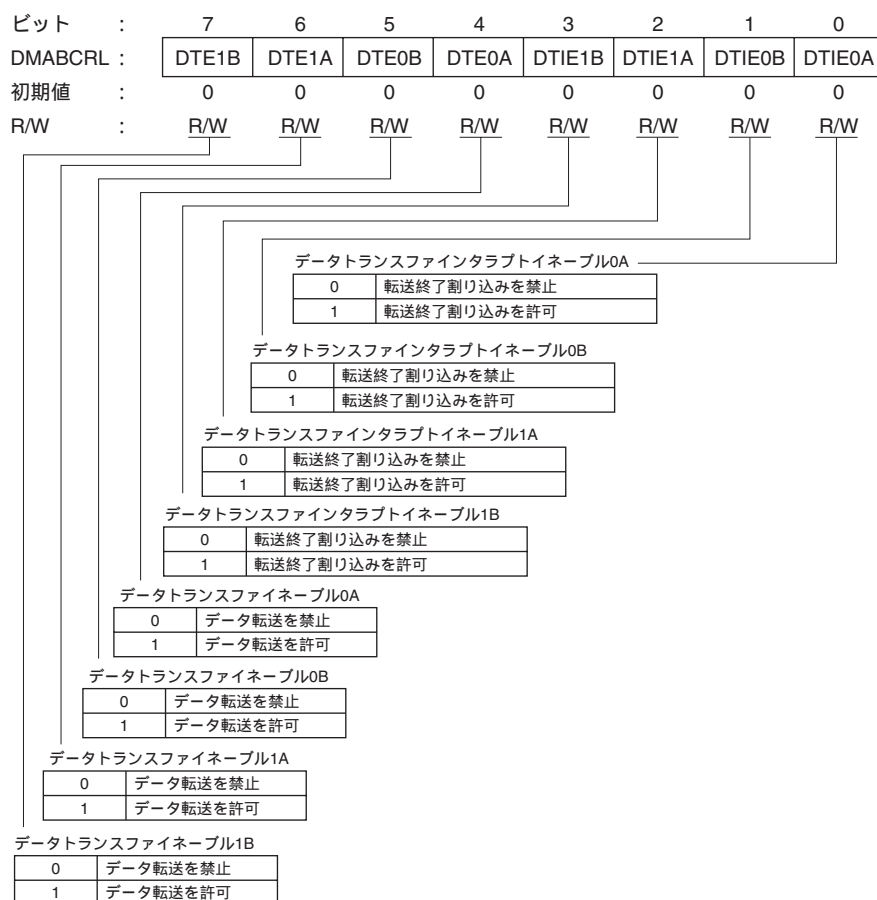 ビット : 7 6 5 4 3 2 1 0
DMABCRL : DTE1B DTE1A DTE0B DTE0A DTIE1B DTIE1A DTIE0B DTIE0A
初期値 : 0 0 0 0 0 0 0 0
R/W : R/W R/W R/W R/W R/W R/W R/W R/W
データトランスファインタラプトイネーブル0A
0 転送終了割り込みを禁止
1 転送終了割り込みを許可
データトランスファインタラプトイネーブル0B
0 転送終了割り込みを禁止
1 転送終了割り込みを許可
データトランスファインタラプトイネーブル1A
0 転送終了割り込みを禁止
1 転送終了割り込みを許可
データトランスファインタラプトイネーブル1B
0 転送終了割り込みを禁止
1 転送終了割り込みを許可
データトランスファイネーブル0A
0 データ転送を禁止
1 データ転送を許可
データトランスファイネーブル0B
0 データ転送を禁止
1 データ転送を許可
データトランスファイネーブル1A
0 データ転送を禁止
1 データ転送を許可
データトランスファイネーブル1B
0 データ転送を禁止
1 データ転送を許可